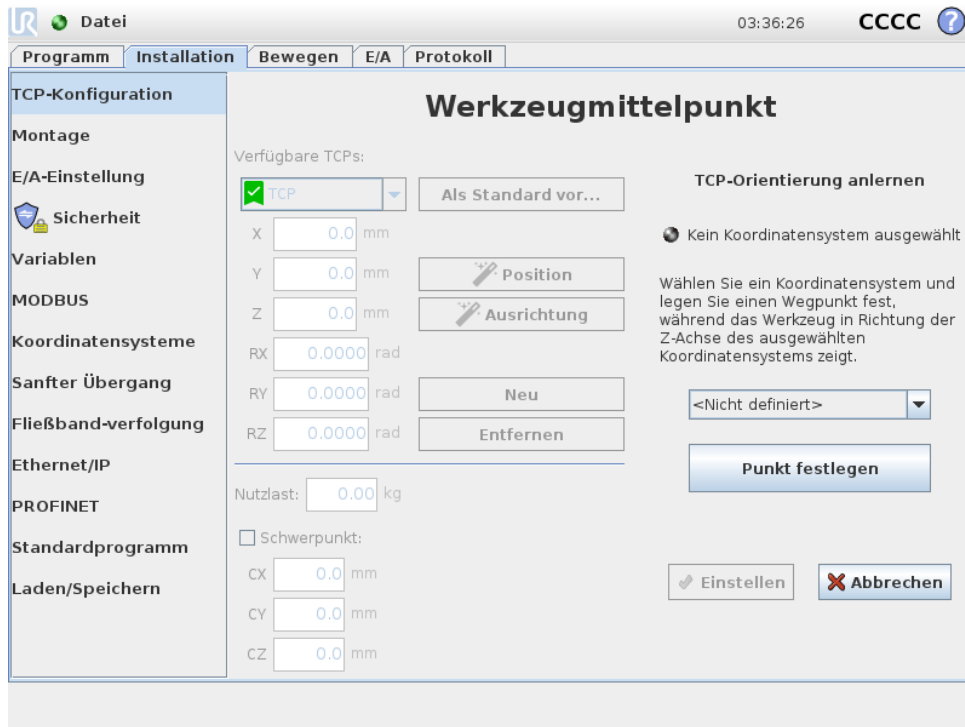 UR Datei 03:36:26 CCCC ?
Programm Installation Bewegen E/A Protokoll
TCP-Konfiguration
Montage
E/A-Einstellung
Sicherheit
Variablen
MODBUS
Koordinatensysteme
Sanfter Übergang
Fließband-verfolgung
Ethernet/IP
PROFINET
Standardprogramm
Laden/Speichern
Werkzeugmittelpunkt
Verfügbare TCPs:
TCP Als Standard vor...
X 0.0 mm
Y 0.0 mm Position
Z 0.0 mm Ausrichtung
RX 0.0000 rad
RY 0.0000 rad Neu
RZ 0.0000 rad Entfernen
Nutzlast: 0.00 kg
Schwerpunkt:
CX 0.0 mm
CY 0.0 mm
CZ 0.0 mm
TCP-Orientierung anlernen
Kein Koordinatensystem ausgewählt
Wählen Sie ein Koordinatensystem und
legen Sie einen Wegpunkt fest,
während das Werkzeug in Richtung der
Z-Achse des ausgewählten
Koordinatensystems zeigt.
<Nicht definiert>
Punkt festlegen
Einstellen Abbrechen